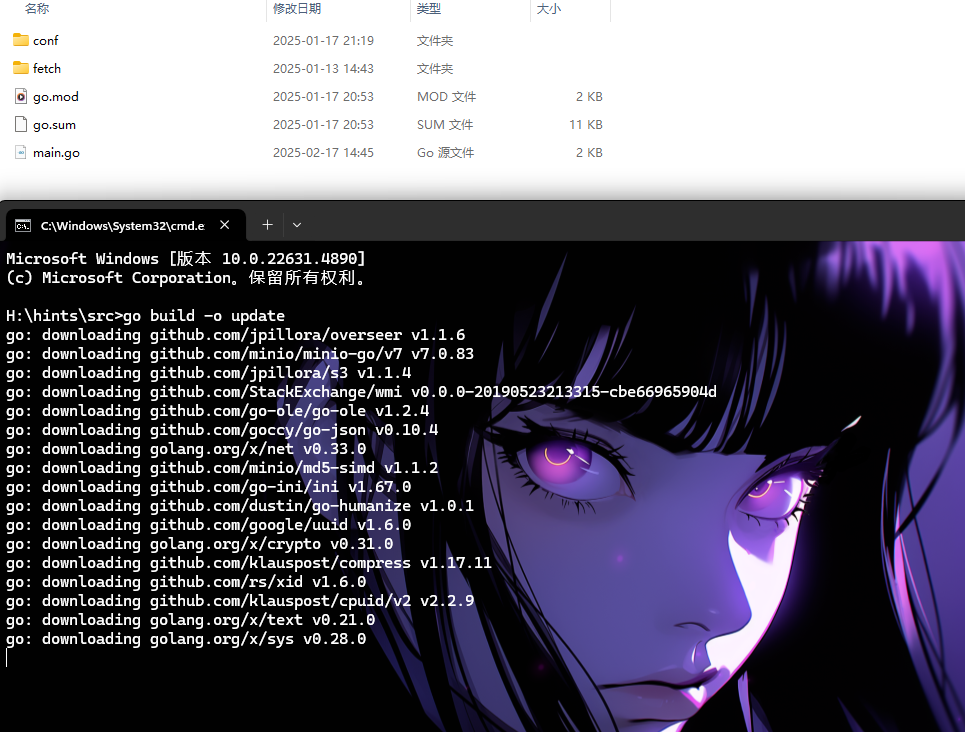 名称 修改日期 类型 大小
conf 2025-01-17 21:19 文件夹
fetch 2025-01-13 14:43 文件夹
go.mod 2025-01-17 20:53 MOD 文件 2 KB
go.sum 2025-01-17 20:53 SUM 文件 11 KB
main.go 2025-02-17 14:45 Go 源文件 2 KB
C:\Windows\System32\cmd.e
Microsoft Windows [版本 10.0.22631.4890]
(c) Microsoft Corporation。保留所有权利。
H:\hints\src>go build -o update
go: downloading github.com/jpillora/overseer v1.1.6
go: downloading github.com/minio/minio-go/v7 v7.0.83
go: downloading github.com/jpillora/s3 v1.1.4
go: downloading github.com/StackExchange/wmi v0.0.0-20190523213315-cbe66965904d
go: downloading github.com/go-ole/go-ole v1.2.4
go: downloading github.com/goccy/go-json v0.10.4
go: downloading golang.org/x/net v0.33.0
go: downloading github.com/minio/md5-simd v1.1.2
go: downloading github.com/go-ini/ini v1.67.0
go: downloading github.com/dustin/go-humanize v1.0.1
go: downloading github.com/google/uuid v1.6.0
go: downloading golang.org/x/crypto v0.31.0
go: downloading github.com/klauspost/compress v1.17.11
go: downloading github.com/rs/xid v1.6.0
go: downloading github.com/klauspost/cpuid/v2 v2.2.9
go: downloading golang.org/x/text v0.21.0
go: downloading golang.org/x/sys v0.28.0